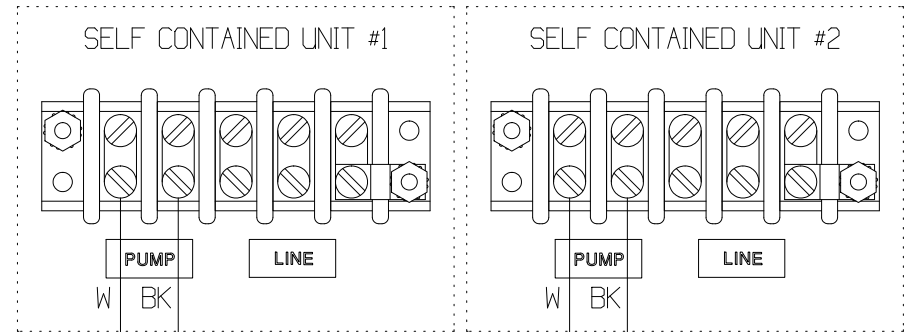 SELF CONTAINED UNIT #1
PUMP LINE
W BK
SELF CONTAINED UNIT #2
PUMP LINE
W BK